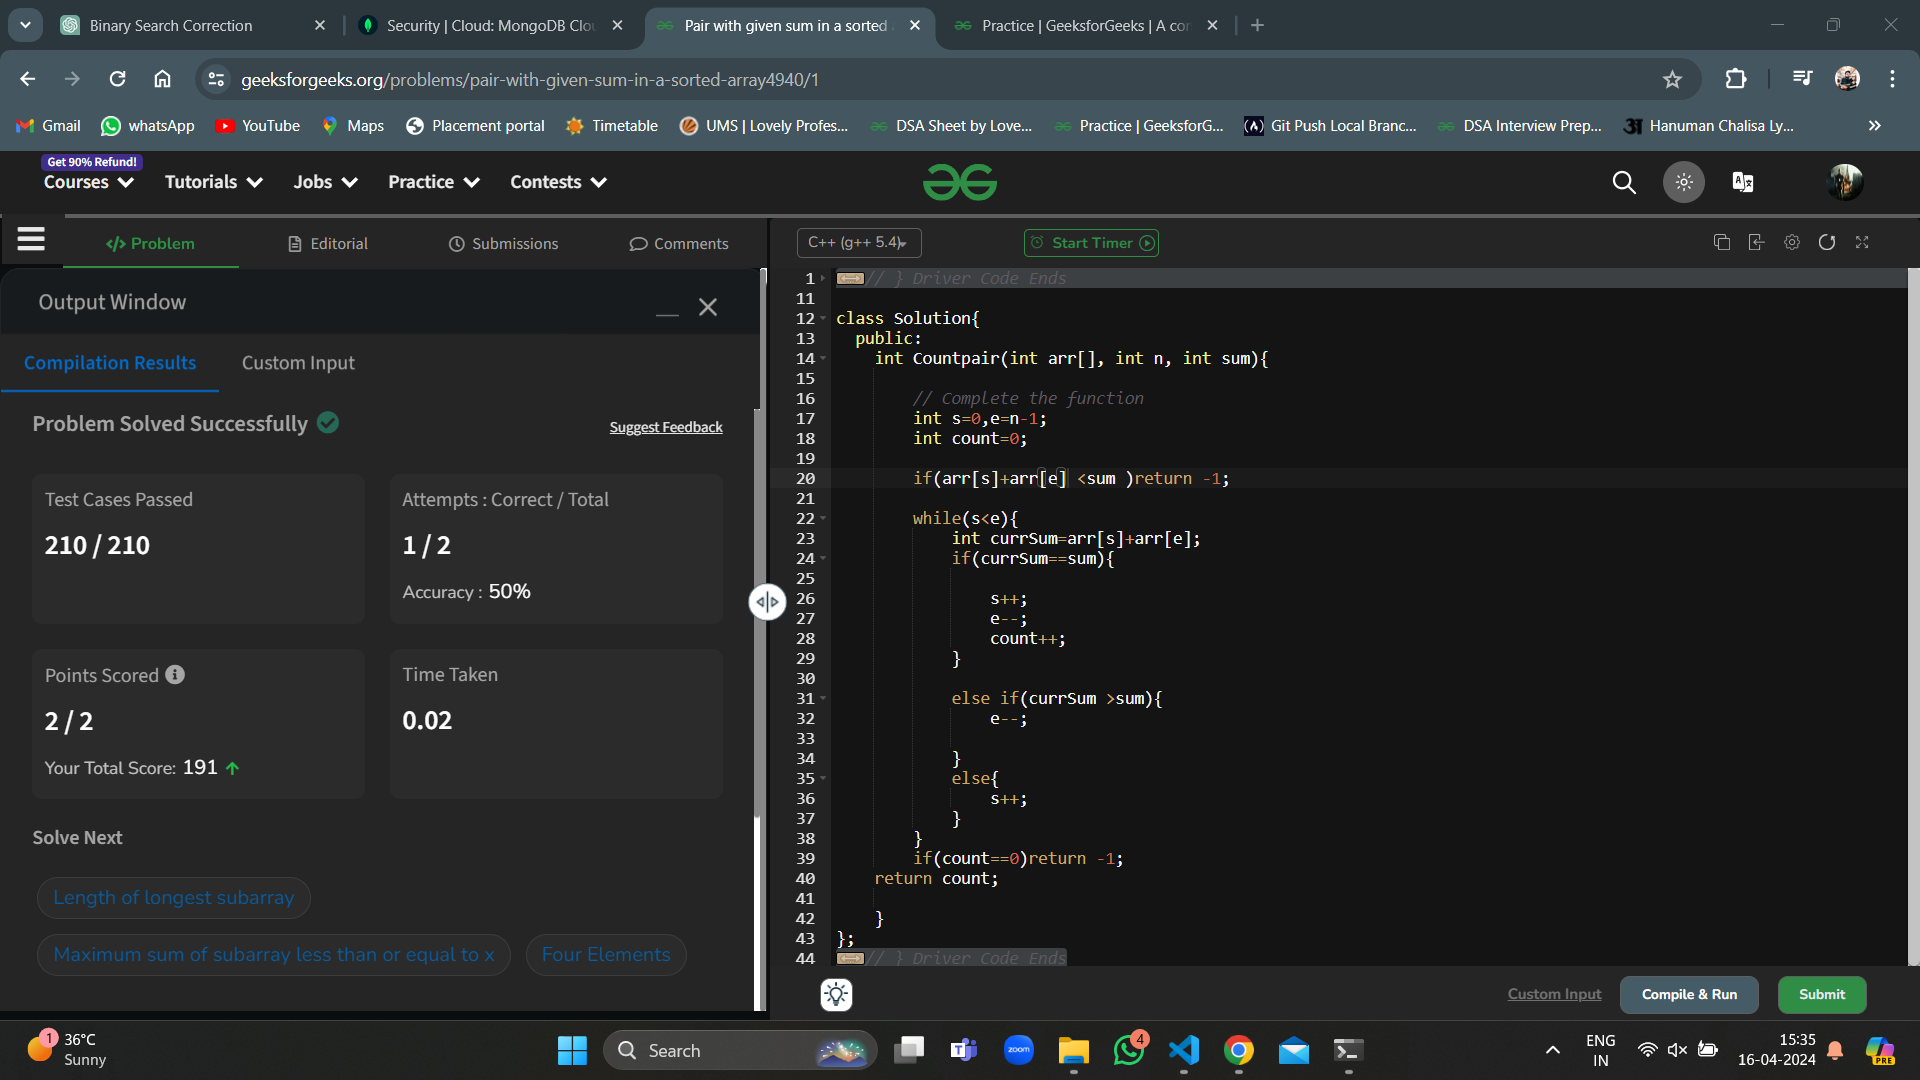 Binary Search Correction
Security | Cloud: MongoDB Clo
Pair with given sum in a sorted
Practice | GeeksforGeeks | A co
geeksforgeeks.org/problems/pair-with-given-sum-in-a-sorted-array4940/1
Gmail
whatsApp
YouTube
Maps
Placement portal
Timetable
UMS | Lovely Profes...
DSA Sheet by Love...
Practice | GeeksforG...
Git Push Local Branc...
DSA Interview Prep...
Hanuman Chalisa Ly...
Get 90% Refund!
Courses
Tutorials
Jobs
Practice
Contests
</> Problem
Editorial
Submissions
Comments
C++ (g++ 5.4)
Start Timer
Output Window
Compilation Results
Custom Input
Problem Solved Successfully
Suggest Feedback
Test Cases Passed
210 / 210
Attempts : Correct / Total
1 / 2
Accuracy : 50%
Points Scored
2 / 2
Your Total Score: 191
Time Taken
0.02
Solve Next
Length of longest subarray
Maximum sum of subarray less than or equal to x
Four Elements
1 // } Driver Code Ends
11
12 class Solution{
13 public:
14 int Countpair(int arr[], int n, int sum){
15
16 // Complete the function
17 int s=0,e=n-1;
18 int count=0;
19
20 if(arr[s]+arr[e] <sum )return -1;
21
22 while(s<e){
23 int currSum=arr[s]+arr[e];
24 if(currSum==sum){
25
26 s++;
27 e--;
28 count++;
29 }
30
31 else if(currSum >sum){
32 e--;
33
34 }
35 else{
36 s++;
37 }
38 }
39 if(count==0)return -1;
40 return count;
41
42 }
43 };
44 // } Driver Code Ends
Custom Input
Compile & Run
Submit
1
36°C
Sunny
Search
zoom
4
ENG
IN
15:35
16-04-2024
PRE